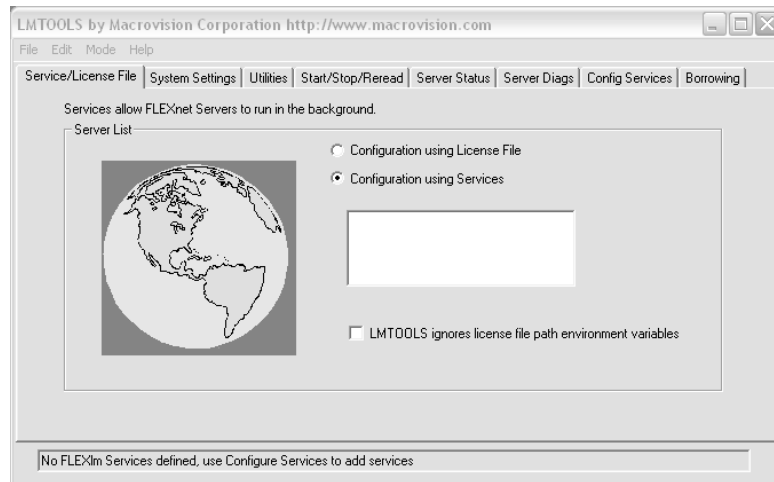 LMTOOLS by Macrovision Corporation http://www.macrovision.com
File Edit Mode Help
Service/License File System Settings Utilities Start/Stop/Reread Server Status Server Diags Config Services Borrowing
Services allow FLEXnet Servers to run in the background.
Server List
Configuration using License File
Configuration using Services
LMTOOLS ignores license file path environment variables
No FLEXlm Services defined, use Configure Services to add services